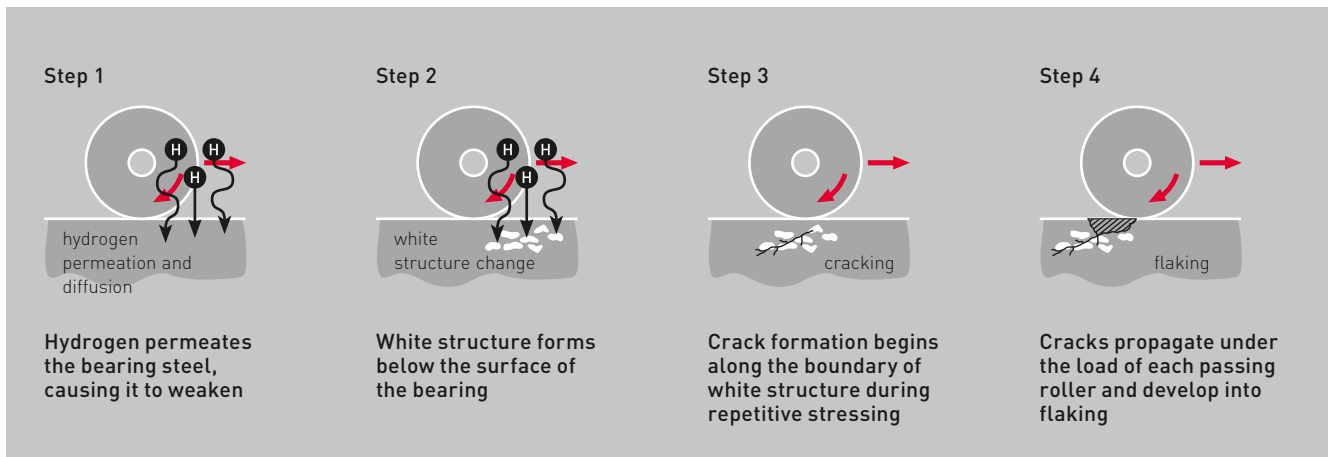 Step 1
H
H
H
hydrogen
permeation and
diffusion
Hydrogen permeates
the bearing steel,
causing it to weaken
Step 2
H
H
H
white
structure change
White structure forms
below the surface of
the bearing
Step 3
cracking
Crack formation begins
along the boundary of
white structure during
repetitive stressing
Step 4
flaking
Cracks propagate under
the load of each passing
roller and develop into
flaking